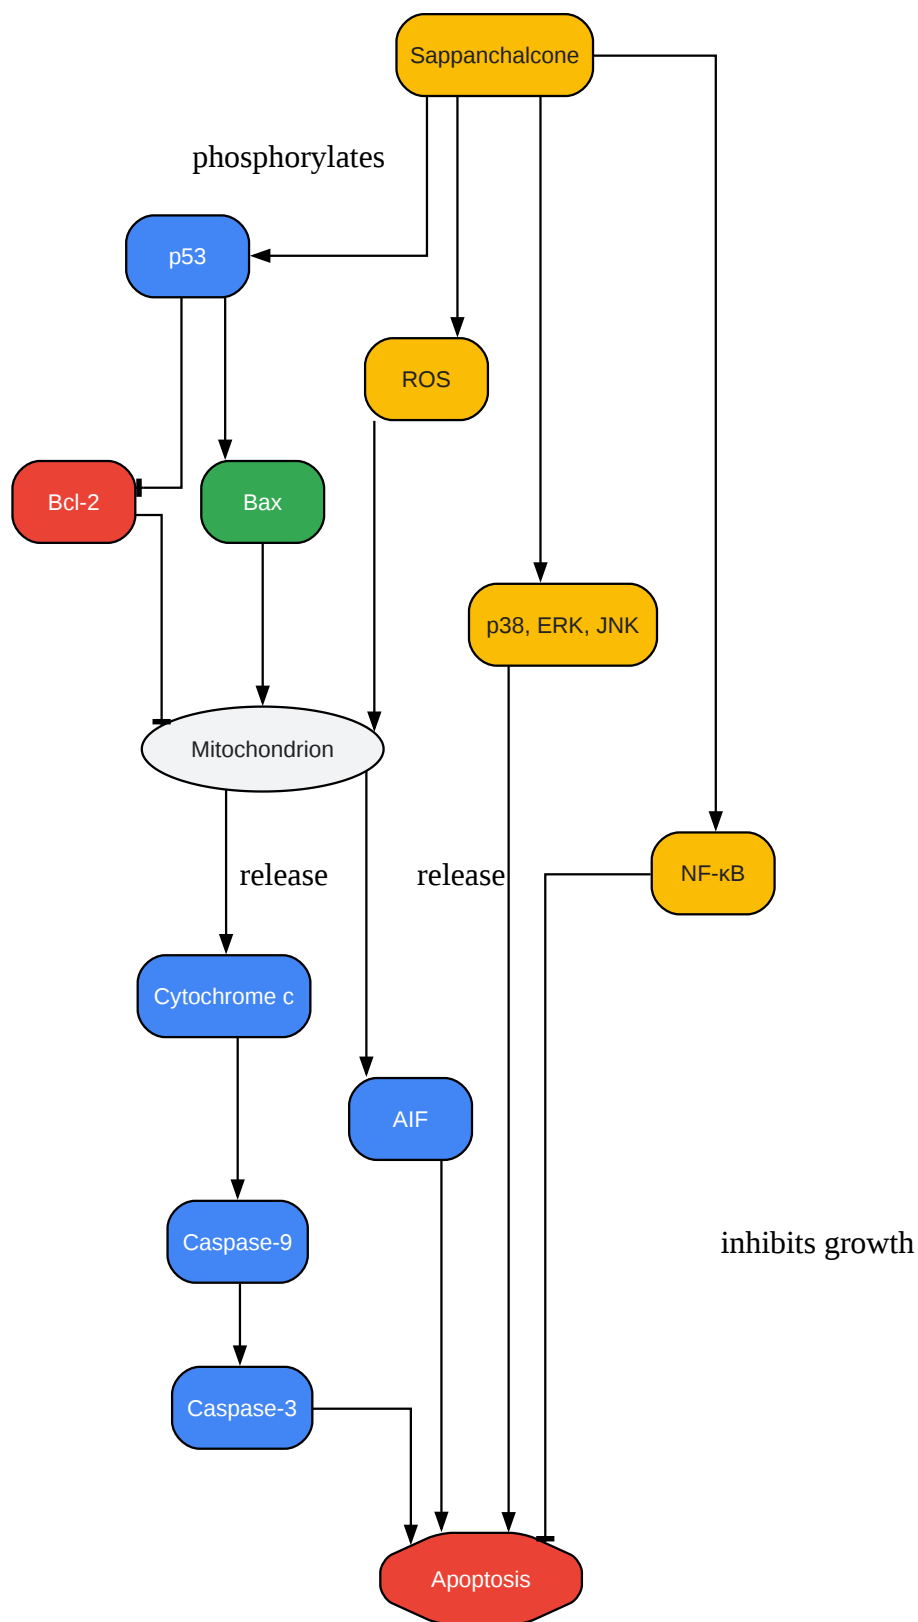 Sappanchalcone
phosphorylates
p53
ROS
Bcl-2
Bax
p38, ERK, JNK
Mitochondrion
release
release
NF-κB
Cytochrome c
AIF
Caspase-9
inhibits growth
Caspase-3
Apoptosis